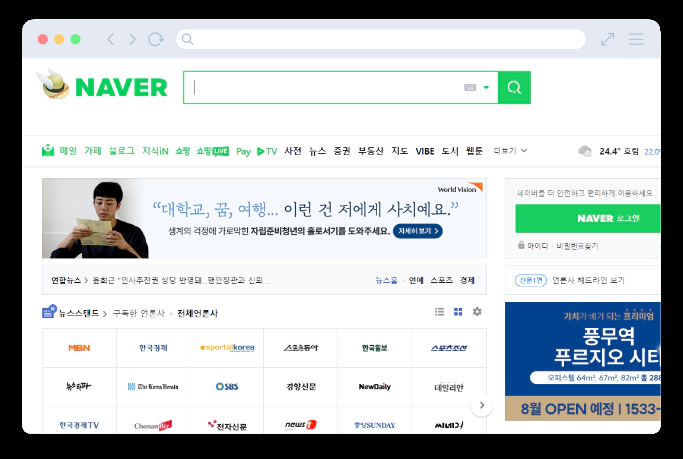 NAVER
메일 카페 블로그 지식iN 쇼핑 쇼핑LIVE Pay TV 사전 뉴스 증권 부동산 지도 VIBE 도서 웹툰 더보기
24.4° 흐림 22.0°
World Vision
“대학교, 꿈, 여행... 이런 건 저에게 사치예요.”
생계의 걱정에 가로막힌 자립준비청년의 홀로서기를 도와주세요. 자세히 보기
네이버를 더 안전하고 편리하게 이용하세요
NAVER 로그인
아이디 · 비밀번호찾기
연합뉴스 윤희근 "인사주전권 상당 반영돼...행안장관과 신뢰 ...
뉴스홈 · 연예 스포츠 경제
신문1면 언론사 헤드라인 보기
뉴스스탠드 구독한 언론사 · 전체언론사
MBN 한국경제 sportalkorea 스포츠동아 한국일보 스포츠조선
뉴스타파 The Korea Herald SBS 경향신문 NewDaily 데일리안
한국경제TV ChosunBiz 전자신문 news1 중앙SUNDAY 씨네21
가치가 배가 되는 프리미엄
풍무역
푸르지오 시티
오피스텔 64m², 67m², 82m² 총 288
8월 OPEN 예정 1533-